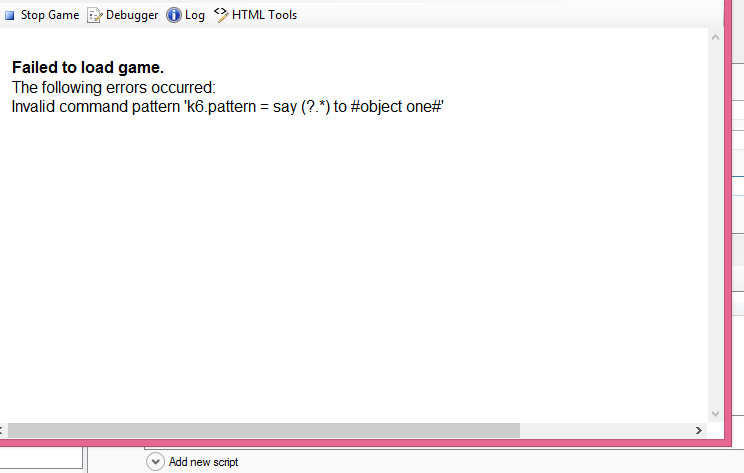 Stop Game Debugger Log HTML Tools
Failed to load game.
The following errors occurred:
Invalid command pattern 'k6.pattern = say (?.*) to #object one#'
Add new script